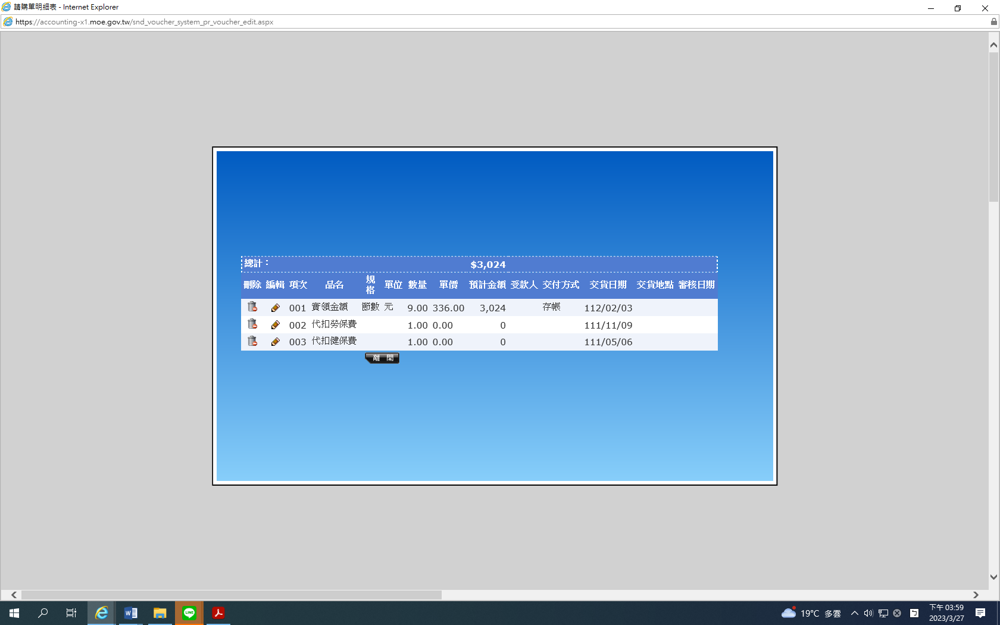 請購單明細表 - Internet Explorer
https://accounting-x1.moe.gov.tw/snd_voucher_system_pr_voucher_edit.aspx
總計： $3,024
刪除 編輯 項次 品名 規格 單位 數量 單價 預計金額 受款人 交付方式 交貨日期 交貨地點 審核日期
001 實領金額 節數 元 9.00 336.00 3,024 存帳 112/02/03
002 代扣勞保費 1.00 0.00 0 111/11/09
003 代扣健保費 1.00 0.00 0 111/05/06
離 開
19°C 多雲
下午 03:59
2023/3/27